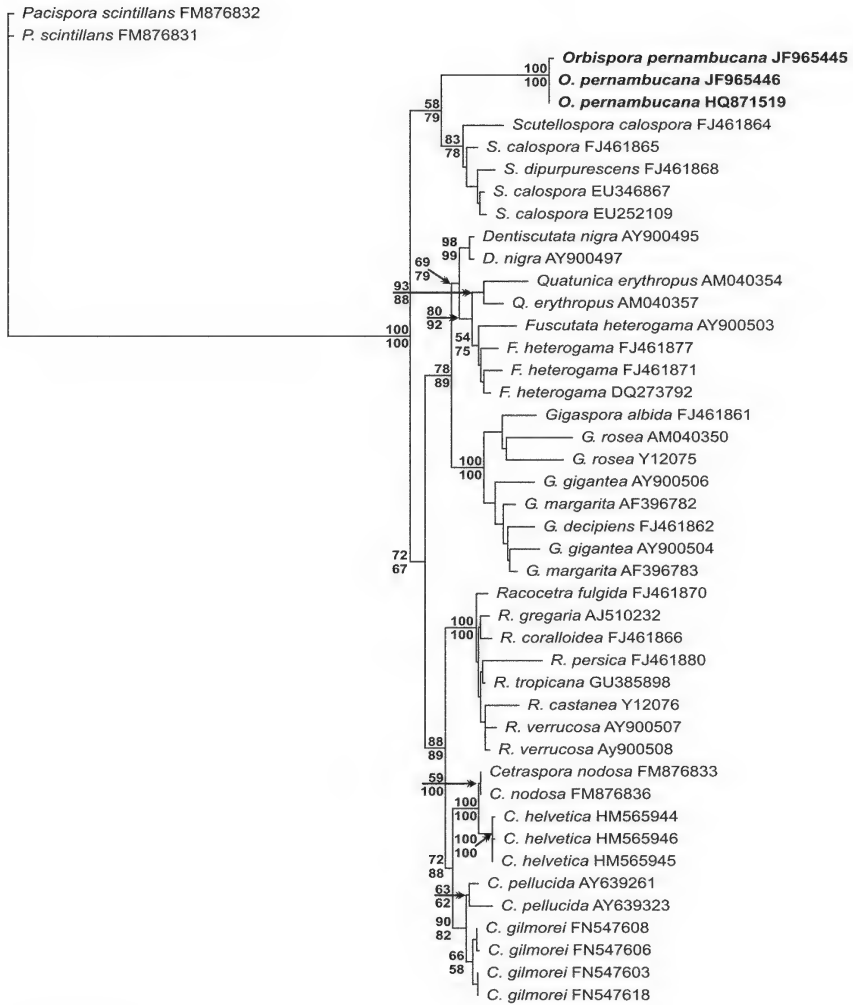 Pacispora scintillans FM876832
P. scintillans FM876831
Orbispora pernambucana JF965445
100
O. pernambucana JF965446
100
O. pernambucana HQ871519
58
79
Scutellospora calospora FJ461864
83
78
S. calospora FJ461865
S. dipurpurescens FJ461868
S. calospora EU346867
S. calospora EU252109
Dentiscutata nigra AY900495
98
99
D. nigra AY900497
69
79
Quatunica erythropus AM040354
93
88
Q. erythropus AM040357
80
92
Fuscutata heterogama AY900503
100
100
54
75
F. heterogama FJ461877
F. heterogama FJ461871
78
89
F. heterogama DQ273792
Gigaspora albida FJ461861
G. rosea AM040350
100
100
G. rosea Y12075
G. gigantea AY900506
G. margarita AF396782
G. decipiens FJ461862
G. gigantea AY900504
72
67
G. margarita AF396783
Racocetra fulgida FJ461870
R. gregaria AJ510232
100
100
R. coralloidea FJ461866
R. persica FJ461880
R. tropicana GU385898
R. castanea Y12076
R. verrucosa AY900507
88
89
R. verrucosa Ay900508
Cetraspora nodosa FM876833
59
100
C. nodosa FM876836
100
100
C. helvetica HM565944
C. helvetica HM565946
100
100
C. helvetica HM565945
72
88
C. pellucida AY639261
63
62
C. pellucida AY639323
90
82
C. gilmorei FN547608
C. gilmorei FN547606
66
58
C. gilmorei FN547603
C. gilmorei FN547618